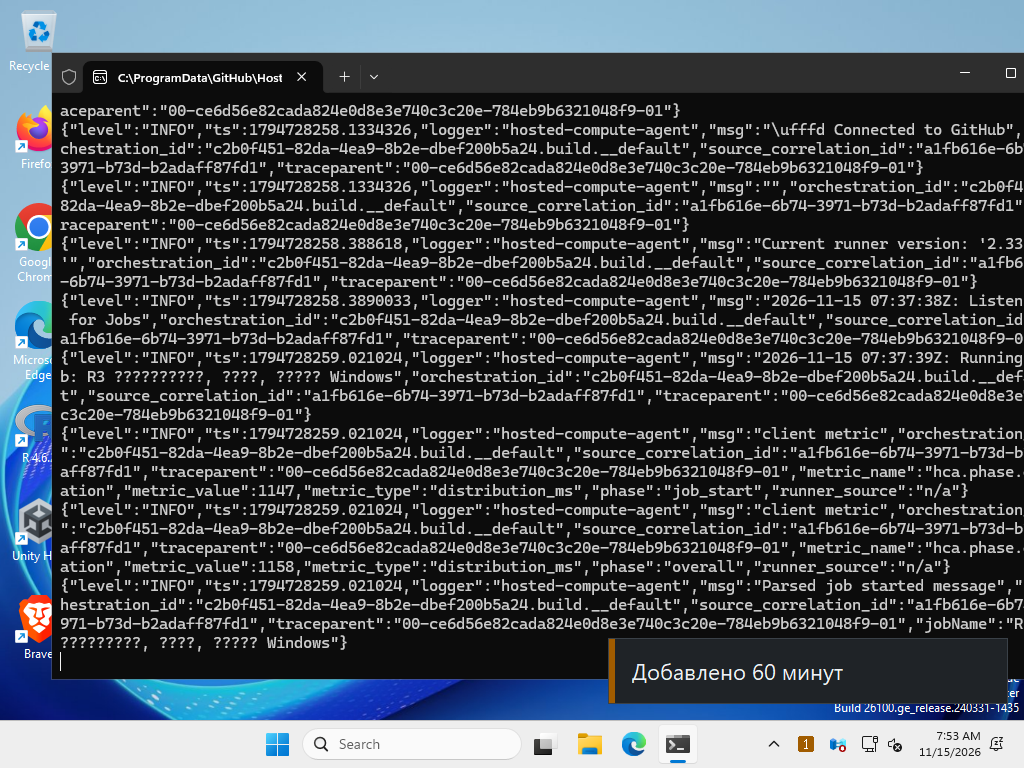 Recycle
C:\ProgramData\GitHub\Host
aceparent":"00-ce6d56e82cada824e0d8e3e740c3c20e-784eb9b6321048f9-01"}
{"level":"INFO","ts":1794728258.1334326,"logger":"hosted-compute-agent","msg":"\ufffd Connected to GitHub",
chestration_id":"c2b0f451-82da-4ea9-8b2e-dbef200b5a24.build.__default","source_correlation_id":"a1fb616e-6b7
3971-b73d-b2adaff87fd1","traceparent":"00-ce6d56e82cada824e0d8e3e740c3c20e-784eb9b6321048f9-01"}
{"level":"INFO","ts":1794728258.1334326,"logger":"hosted-compute-agent","msg":"","orchestration_id":"c2b0f4
82da-4ea9-8b2e-dbef200b5a24.build.__default","source_correlation_id":"a1fb616e-6b74-3971-b73d-b2adaff87fd1"
raceparent":"00-ce6d56e82cada824e0d8e3e740c3c20e-784eb9b6321048f9-01"}
{"level":"INFO","ts":1794728258.388618,"logger":"hosted-compute-agent","msg":"Current runner version: '2.33
'","orchestration_id":"c2b0f451-82da-4ea9-8b2e-dbef200b5a24.build.__default","source_correlation_id":"a1fb6
-6b74-3971-b73d-b2adaff87fd1","traceparent":"00-ce6d56e82cada824e0d8e3e740c3c20e-784eb9b6321048f9-01"}
{"level":"INFO","ts":1794728258.3890033,"logger":"hosted-compute-agent","msg":"2026-11-15 07:37:38Z: Listen
for Jobs","orchestration_id":"c2b0f451-82da-4ea9-8b2e-dbef200b5a24.build.__default","source_correlation_id
a1fb616e-6b74-3971-b73d-b2adaff87fd1","traceparent":"00-ce6d56e82cada824e0d8e3e740c3c20e-784eb9b6321048f9-0
{"level":"INFO","ts":1794728259.021024,"logger":"hosted-compute-agent","msg":"2026-11-15 07:37:39Z: Running
b: R3 ??????????, ????, ????? Windows","orchestration_id":"c2b0f451-82da-4ea9-8b2e-dbef200b5a24.build.__def
t","source_correlation_id":"a1fb616e-6b74-3971-b73d-b2adaff87fd1","traceparent":"00-ce6d56e82cada824e0d8e3e7
c3c20e-784eb9b6321048f9-01"}
{"level":"INFO","ts":1794728259.021024,"logger":"hosted-compute-agent","msg":"client metric","orchestration
":"c2b0f451-82da-4ea9-8b2e-dbef200b5a24.build.__default","source_correlation_id":"a1fb616e-6b74-3971-b73d-b
aff87fd1","traceparent":"00-ce6d56e82cada824e0d8e3e740c3c20e-784eb9b6321048f9-01","metric_name":"hca.phase.
ation","metric_value":1147,"metric_type":"distribution_ms","phase":"job_start","runner_source":"n/a"}
{"level":"INFO","ts":1794728259.021024,"logger":"hosted-compute-agent","msg":"client metric","orchestration
":"c2b0f451-82da-4ea9-8b2e-dbef200b5a24.build.__default","source_correlation_id":"a1fb616e-6b74-3971-b73d-b
aff87fd1","traceparent":"00-ce6d56e82cada824e0d8e3e740c3c20e-784eb9b6321048f9-01","metric_name":"hca.phase.
ation","metric_value":1158,"metric_type":"distribution_ms","phase":"overall","runner_source":"n/a"}
{"level":"INFO","ts":1794728259.021024,"logger":"hosted-compute-agent","msg":"Parsed job started message","
hestration_id":"c2b0f451-82da-4ea9-8b2e-dbef200b5a24.build.__default","source_correlation_id":"a1fb616e-6b7
3971-b73d-b2adaff87fd1","traceparent":"00-ce6d56e82cada824e0d8e3e740c3c20e-784eb9b6321048f9-01","jobName":"R
?????????, ????, ????? Windows"}
Firefo
Googl
Chrom
Micros
Edge
R 4.6.
Unity H
Brave
Добавлено 60 минут
Build 26100.ge_release.240331-1435
Search
1
7:53 AM
11/15/2026